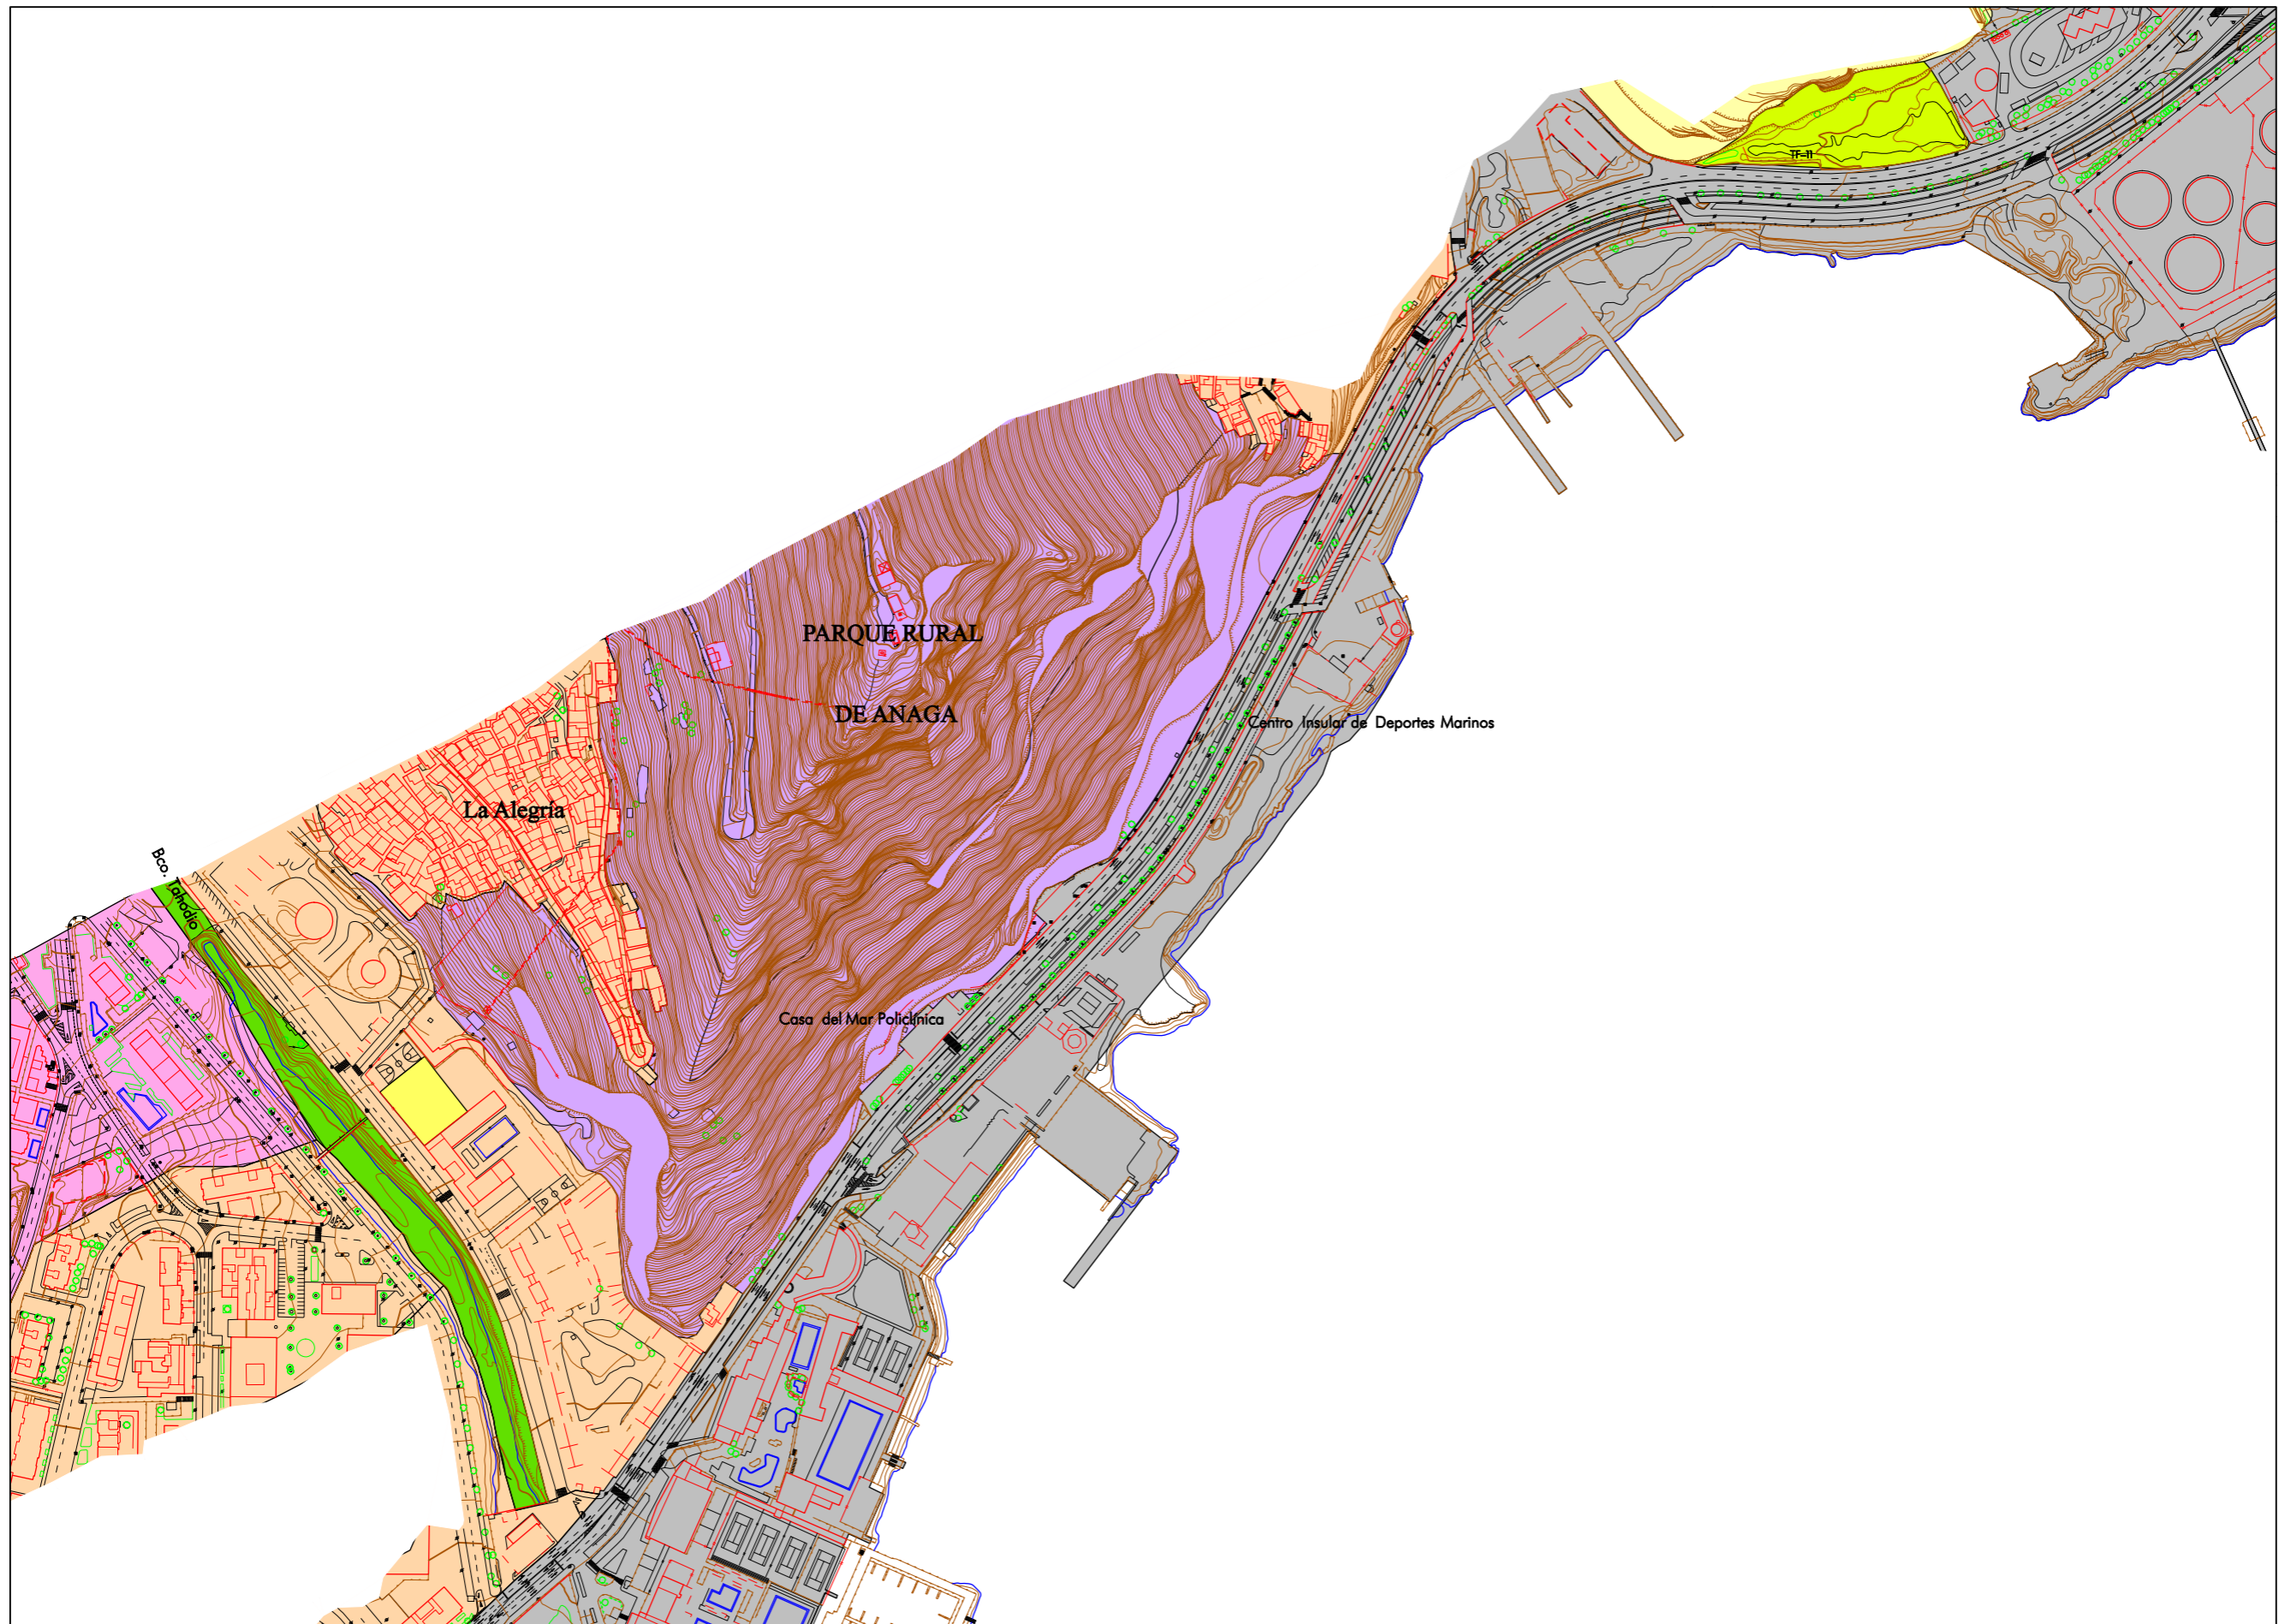 TF-11
PARQUE RURAL
DE ANAGA
Centro Insular de Deportes Marinos
La Alegría
Bco. Tahodio
Casa del Mar Policlínica